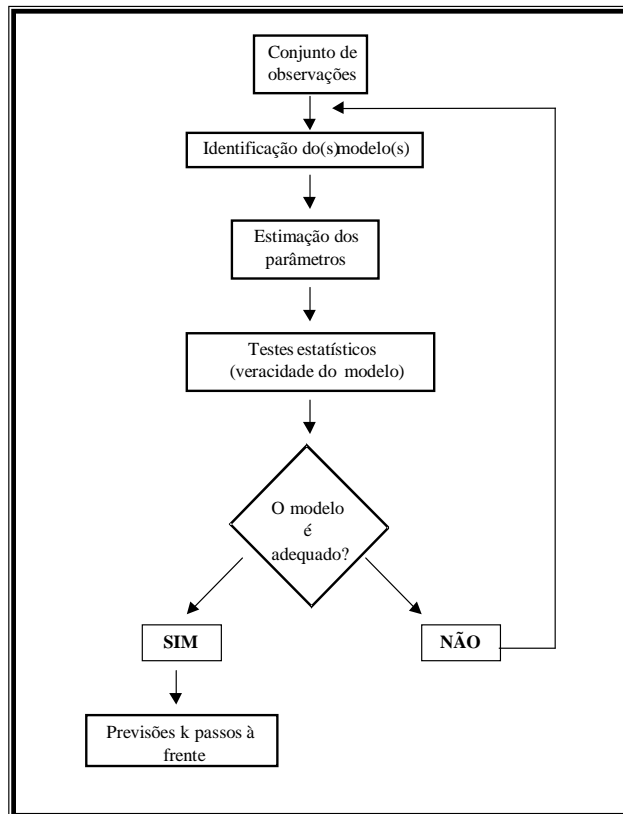 Conjunto de
observações
Identificação do(s)modelo(s)
Estimação dos
parâmetros
Testes estatísticos
(veracidade do modelo)
O modelo
é
adequado?
SIM
NÃO
Previsões k passos à
frente